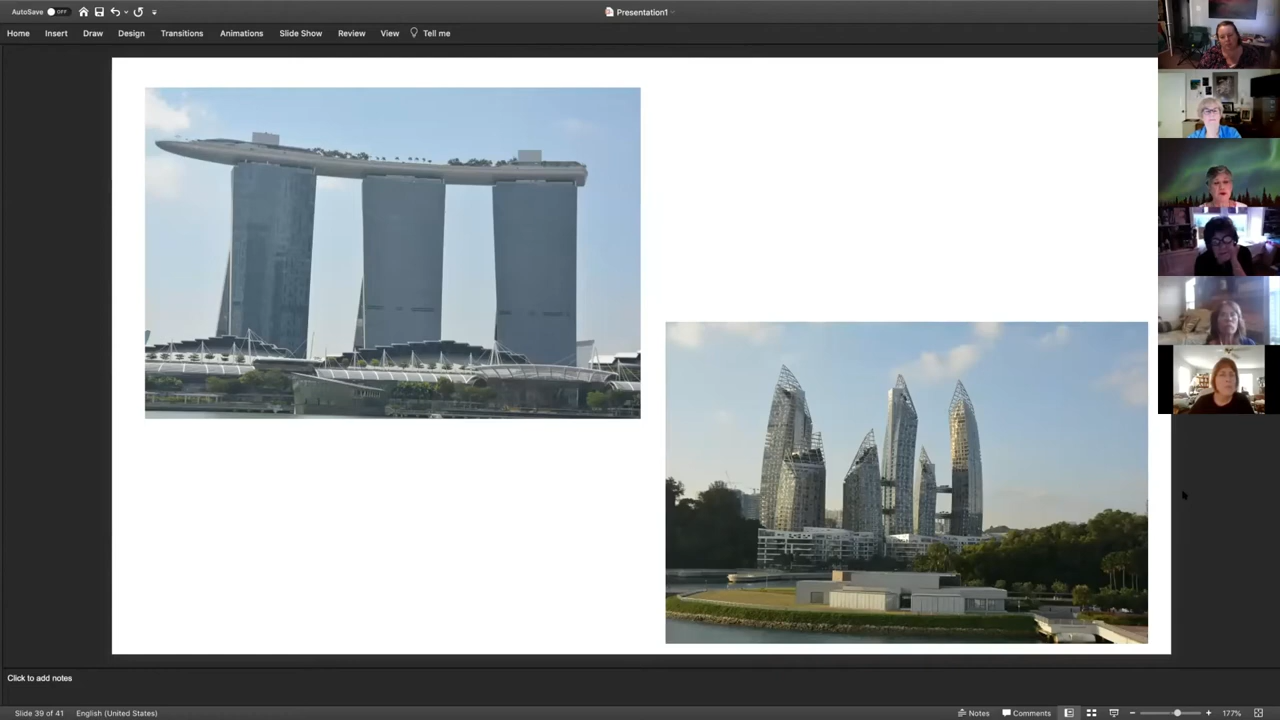 AutoSave OFF
Presentation1
Home Insert Draw Design Transitions Animations Slide Show Review View Tell me
Click to add notes
Slide 39 of 41 English (United States) Notes Comments 177%